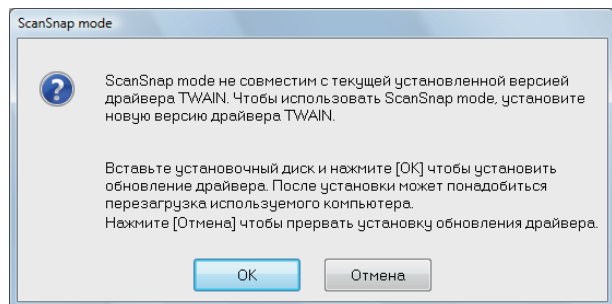 ScanSnap mode
ScanSnap mode не совместим с текущей установленной версией
драйвера TWAIN. Чтобы использовать ScanSnap mode, установите
новую версию драйвера TWAIN.
Вставьте установочный диск и нажмите [OK] чтобы установить
обновление драйвера. После установки может понадобиться
перезагрузка используемого компьютера.
Нажмите [Отмена] чтобы прервать установку обновления драйвера.
OK
Отмена